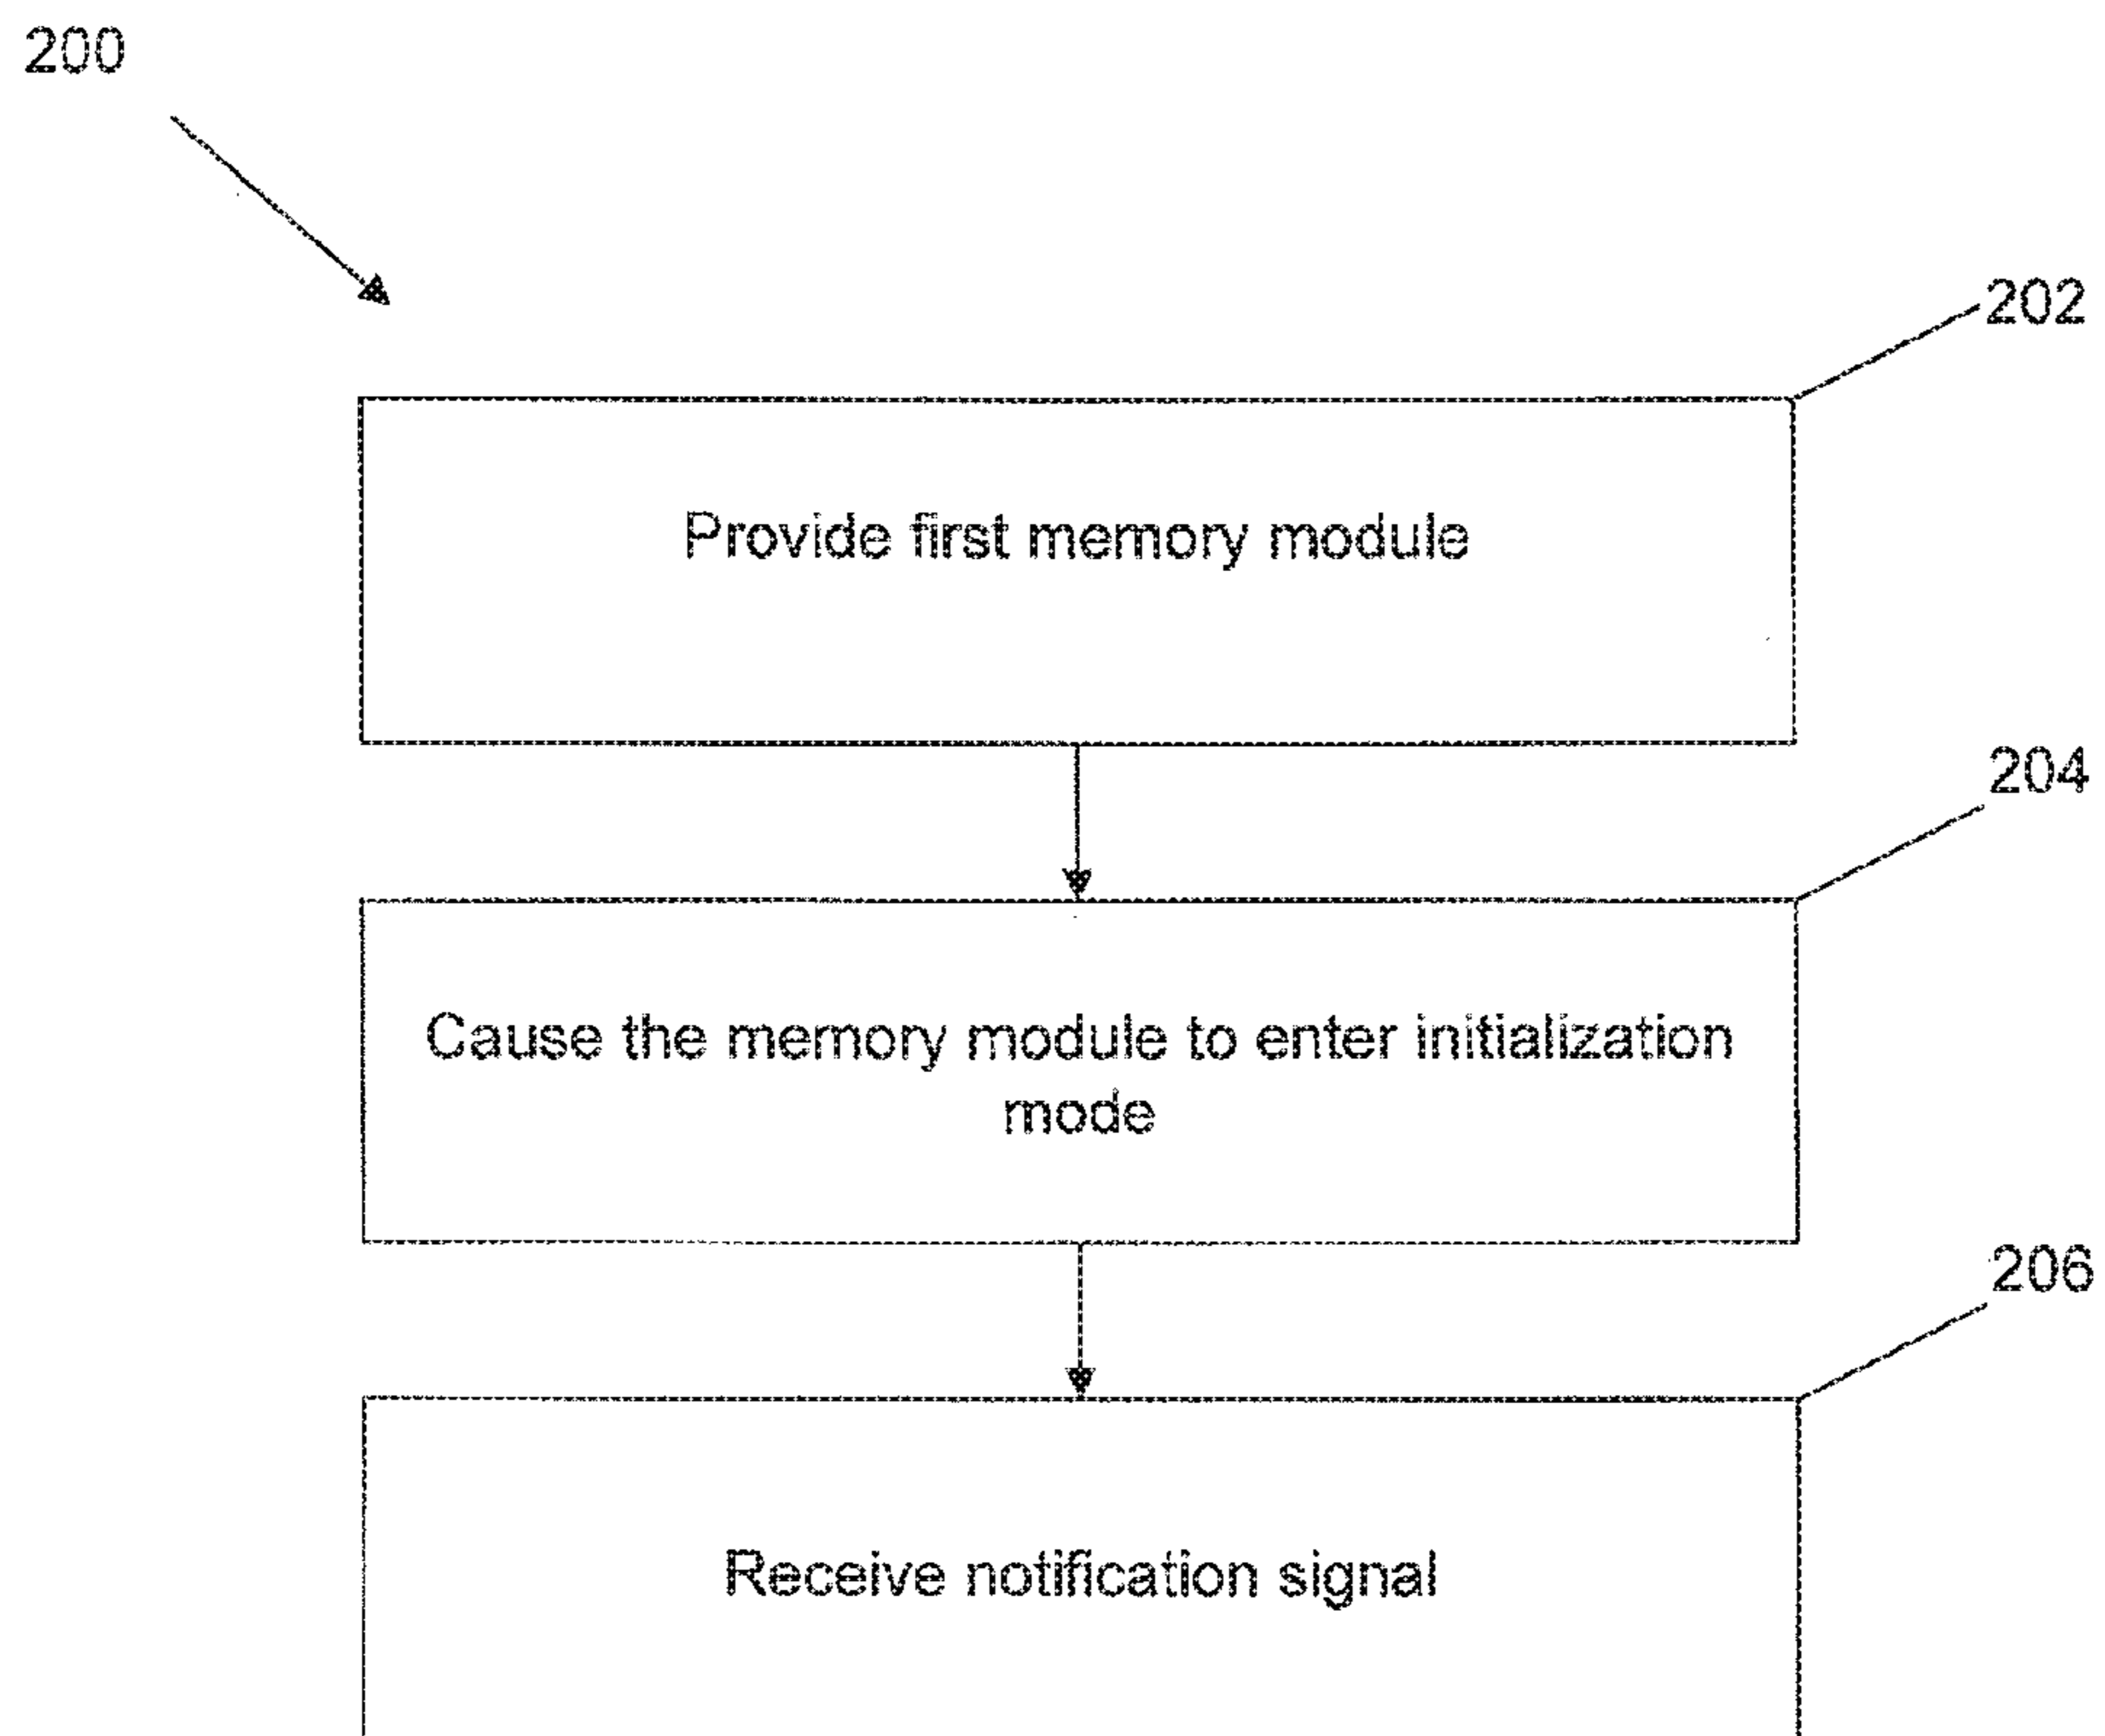 200
202
Provide first memory module
204
Cause the memory module to enter initialization
mode
206
Receive notification signal